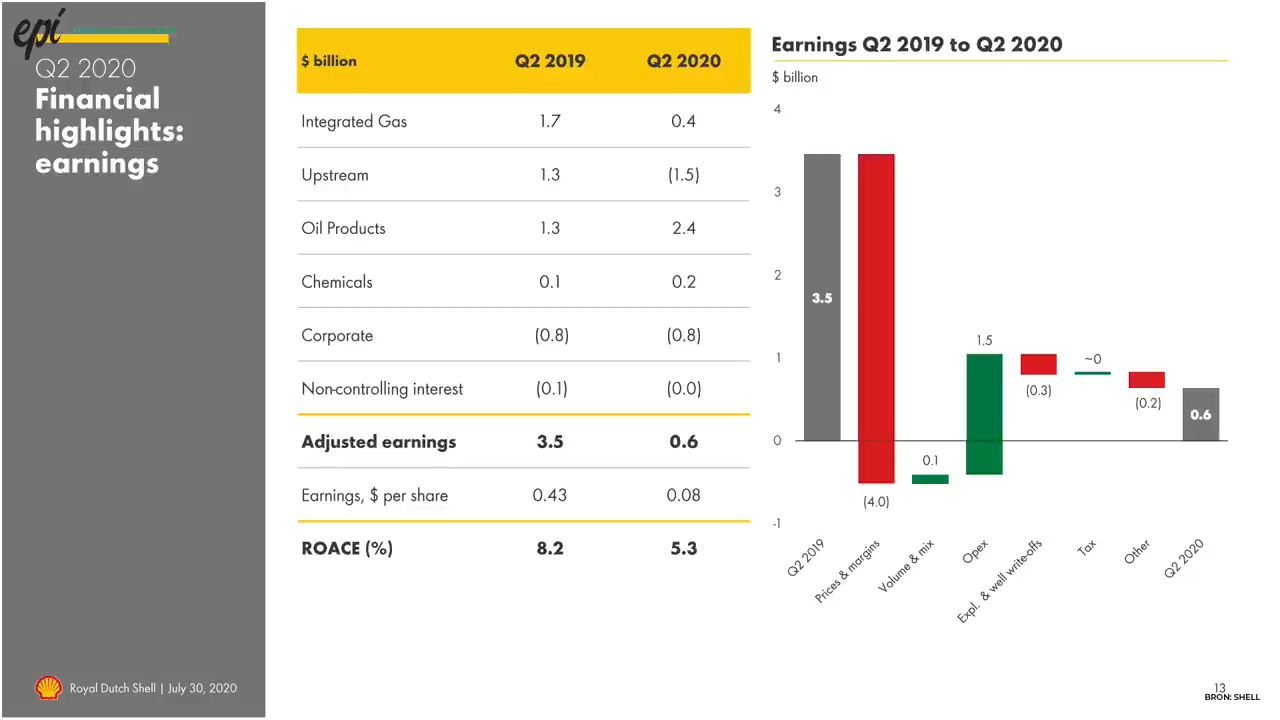 epi
Q2 2020
Financial
highlights:
earnings
$ billion Q2 2019 Q2 2020
Integrated Gas 1.7 0.4
Upstream 1.3 (1.5)
Oil Products 1.3 2.4
Chemicals 0.1 0.2
Corporate (0.8) (0.8)
Non-controlling interest (0.1) (0.0)
Adjusted earnings 3.5 0.6
Earnings, $ per share 0.43 0.08
ROACE (%) 8.2 5.3
Earnings Q2 2019 to Q2 2020
$ billion
4
3
2
1
0
-1
3.5
(4.0)
0.1
1.5
(0.3)
~0
(0.2)
0.6
Q2 2019
Prices & margins
Volume & mix
Opex
Expl. & well write-offs
Tax
Other
Q2 2020
Royal Dutch Shell | July 30, 2020
13
BRON: SHELL